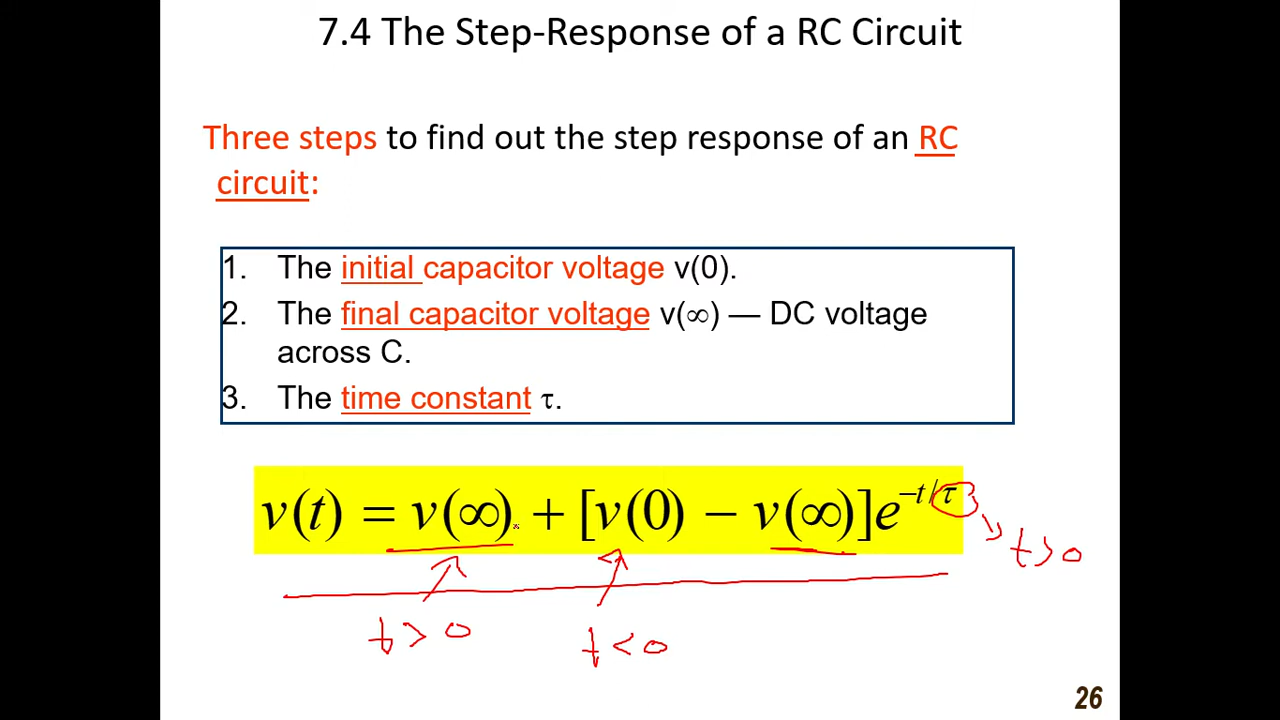 7.4 The Step-Response of a RC Circuit
Three steps to find out the step response of an RC
circuit:
1. The initial capacitor voltage v(0).
2. The final capacitor voltage v(∞) — DC voltage
across C.
3. The time constant τ.
v(t) = v(∞) + [v(0) − v(∞)]e^{−t/τ}
t>0
t>0 t<0
26